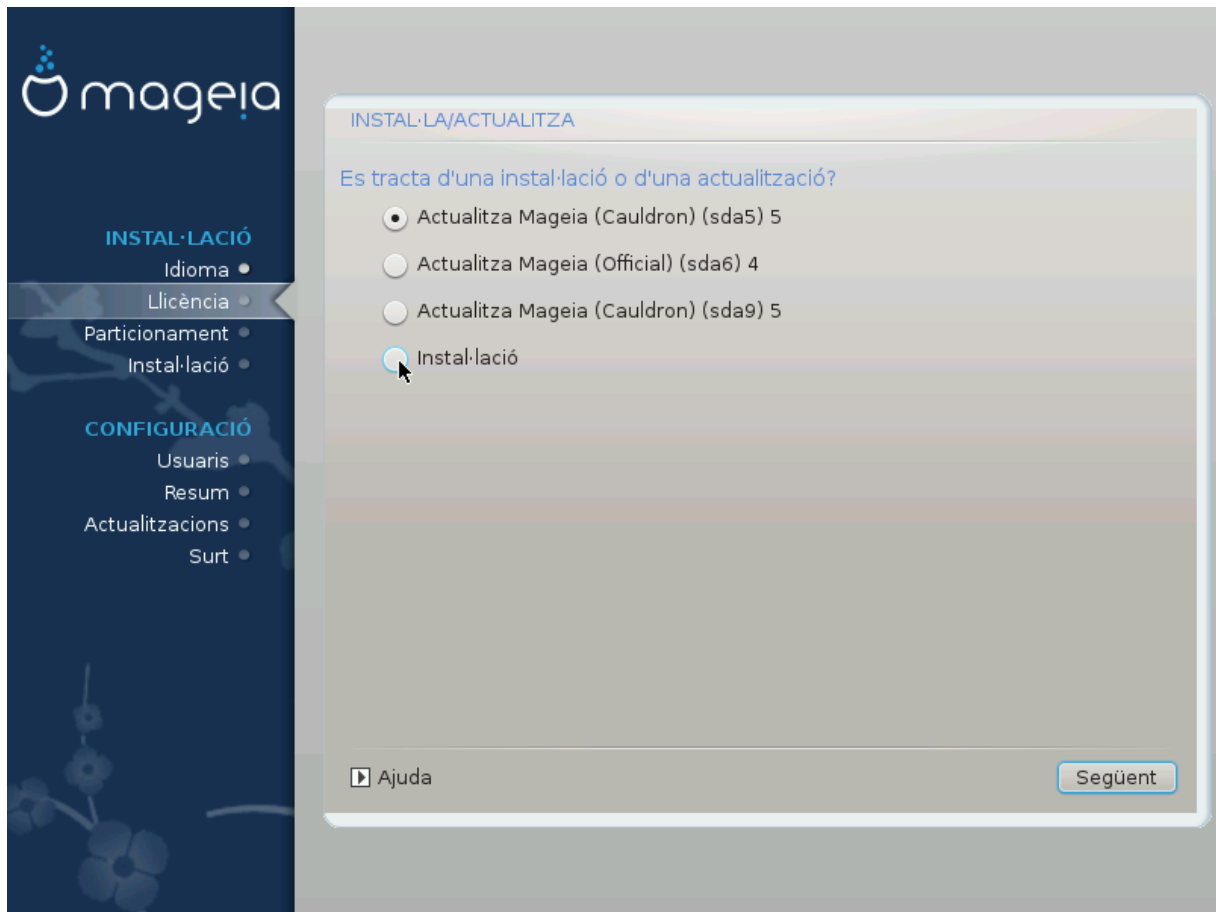 mageia
INSTAL·LACIÓ
Idioma
Llicència
Particionament
Instal·lació
CONFIGURACIÓ
Usuaris
Resum
Actualitzacions
Surt
INSTAL·LA/ACTUALITZA
Es tracta d'una instal·lació o d'una actualització?
Actualitza Mageia (Cauldron) (sda5) 5
Actualitza Mageia (Official) (sda6) 4
Actualitza Mageia (Cauldron) (sda9) 5
Instal·lació
Ajuda
Següent